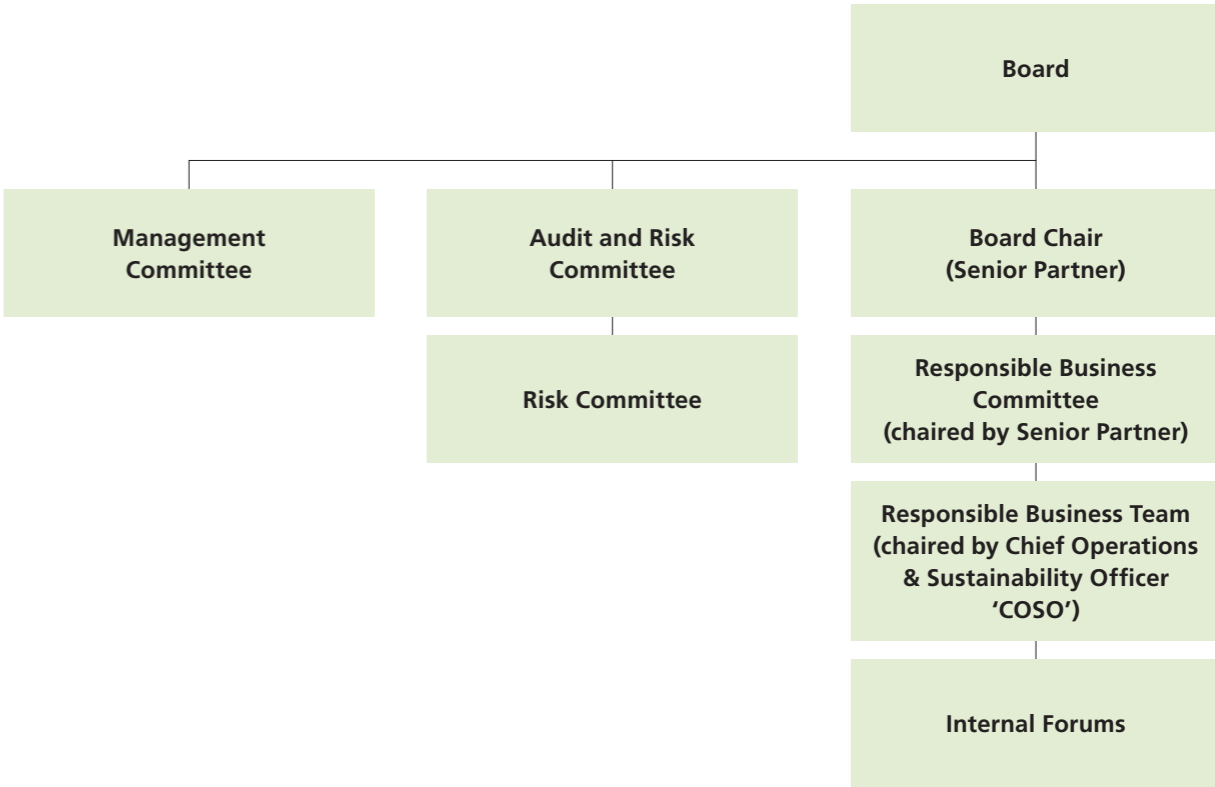 Board
Management
Committee
Audit and Risk
Committee
Board Chair
(Senior Partner)
Risk Committee
Responsible Business
Committee
(chaired by Senior Partner)
Responsible Business Team
(chaired by Chief Operations
& Sustainability Officer
‘COSO’)
Internal Forums